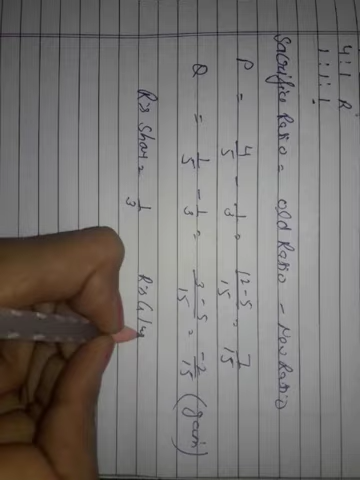 4:1 R
1:1:1
Sacrifice Ratio = Old Ratio - New Ratio
P = 4/5 - 1/3 = 12-5/15 = 7/15
Q = 1/5 - 1/3 = 3-5/15 = -2/15 (gain)
R's Share = 1/3 R's G/w